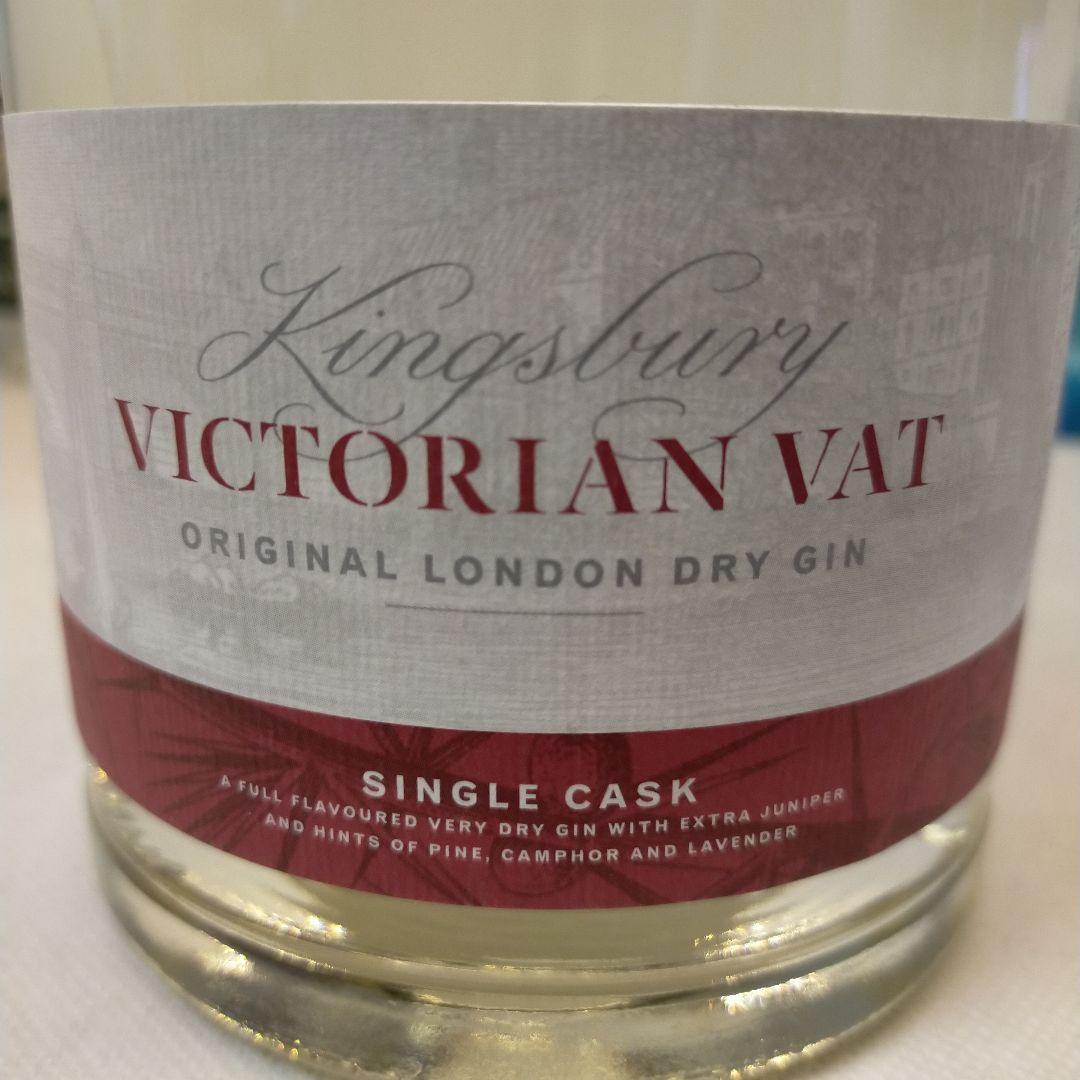 Kingsbury
VICTORIAN VAT
ORIGINAL LONDON DRY GIN
SINGLE CASK
A FULL FLAVOURED VERY DRY GIN WITH EXTRA JUNIPER
AND HINTS OF PINE, CAMPHOR AND LAVENDER